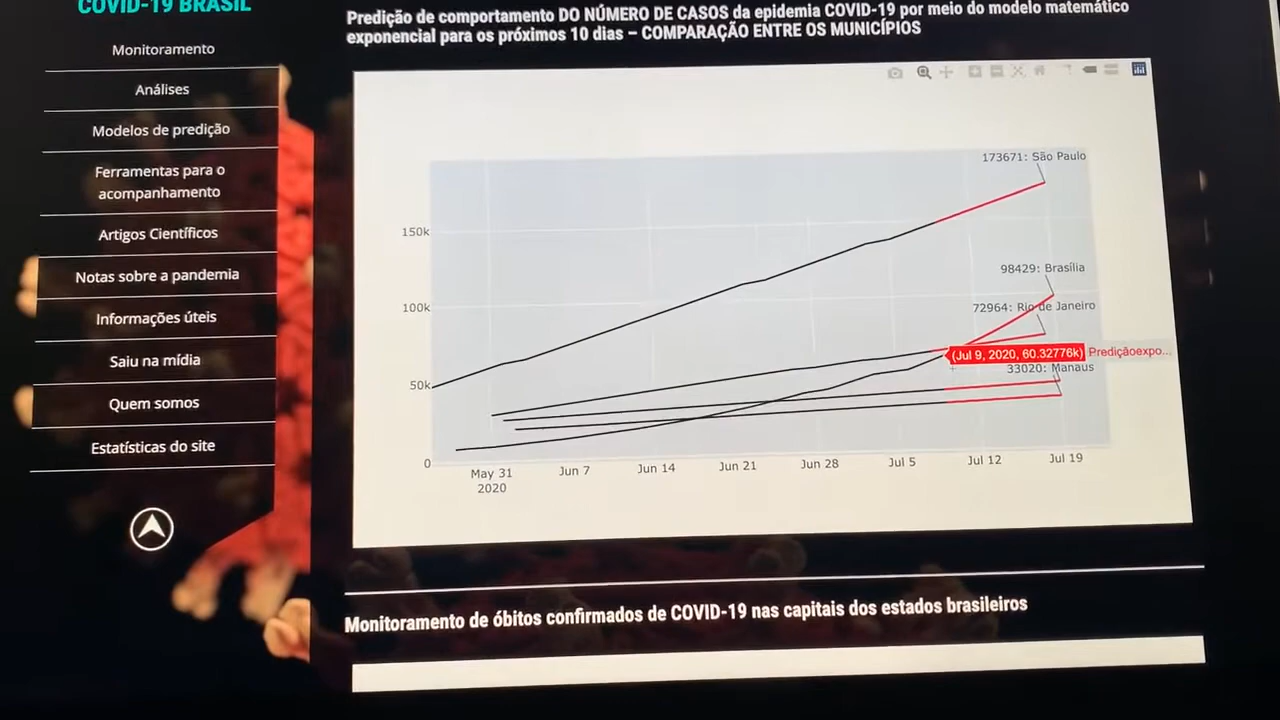 COVID-19 BRASIL
Monitoramento
Análises
Modelos de predição
Ferramentas para o
acompanhamento
Artigos Científicos
Notas sobre a pandemia
Informações úteis
Saiu na mídia
Quem somos
Estatísticas do site
Predição de comportamento DO NÚMERO DE CASOS da epidemia COVID-19 por meio do modelo matemático
exponencial para os próximos 10 dias – COMPARAÇÃO ENTRE OS MUNICÍPIOS
173671: São Paulo
150k
98429: Brasília
100k
72964: Rio de Janeiro
(Jul 9, 2020, 60.32776k) Prediçãoexpo...
33020: Manaus
50k
0
May 31 Jun 7 Jun 14 Jun 21 Jun 28 Jul 5 Jul 12 Jul 19
2020
Monitoramento de óbitos confirmados de COVID-19 nas capitais dos estados brasileiros